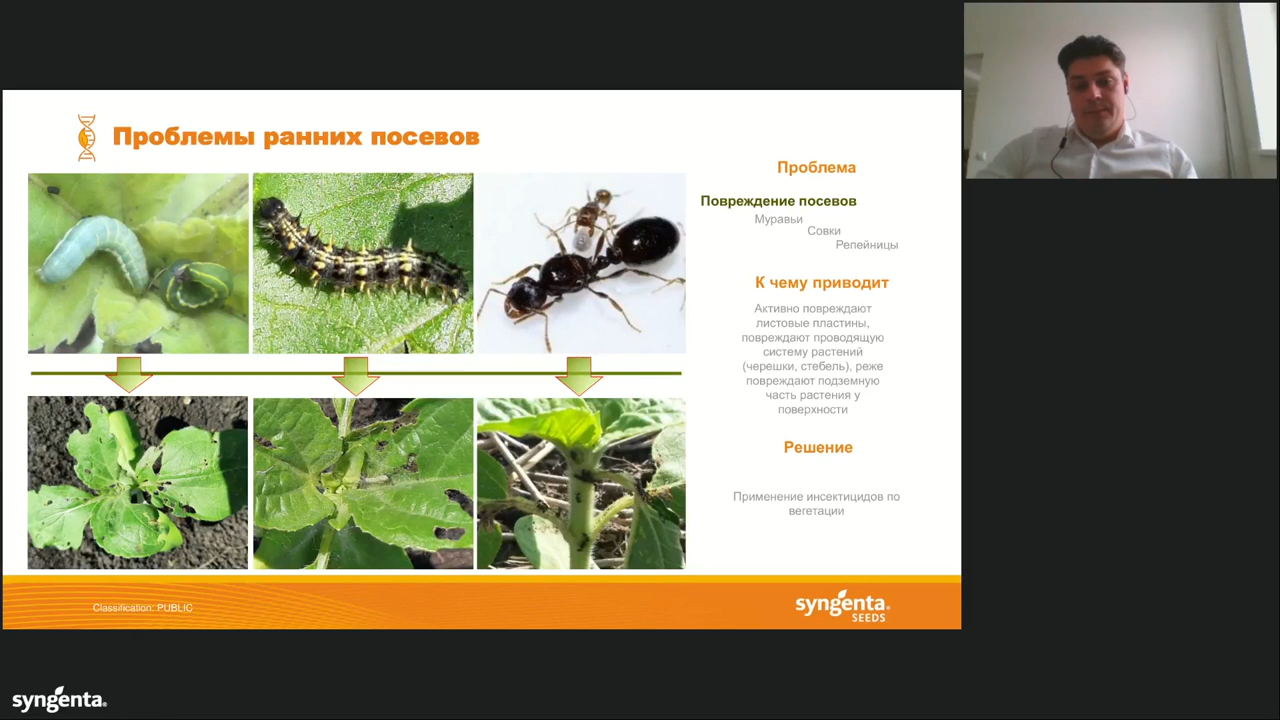 Проблемы ранних посевов
Проблема
Повреждение посевов
Муравьи
Совки
Репейницы
К чему приводит
Активно повреждают
листовые пластины,
повреждают проводящую
систему растений
(черешки, стебель), реже
повреждают подземную
часть растения у
поверхности
Решение
Применение инсектицидов по
вегетации
Classification: PUBLIC
syngenta®
SEEDS
syngenta®